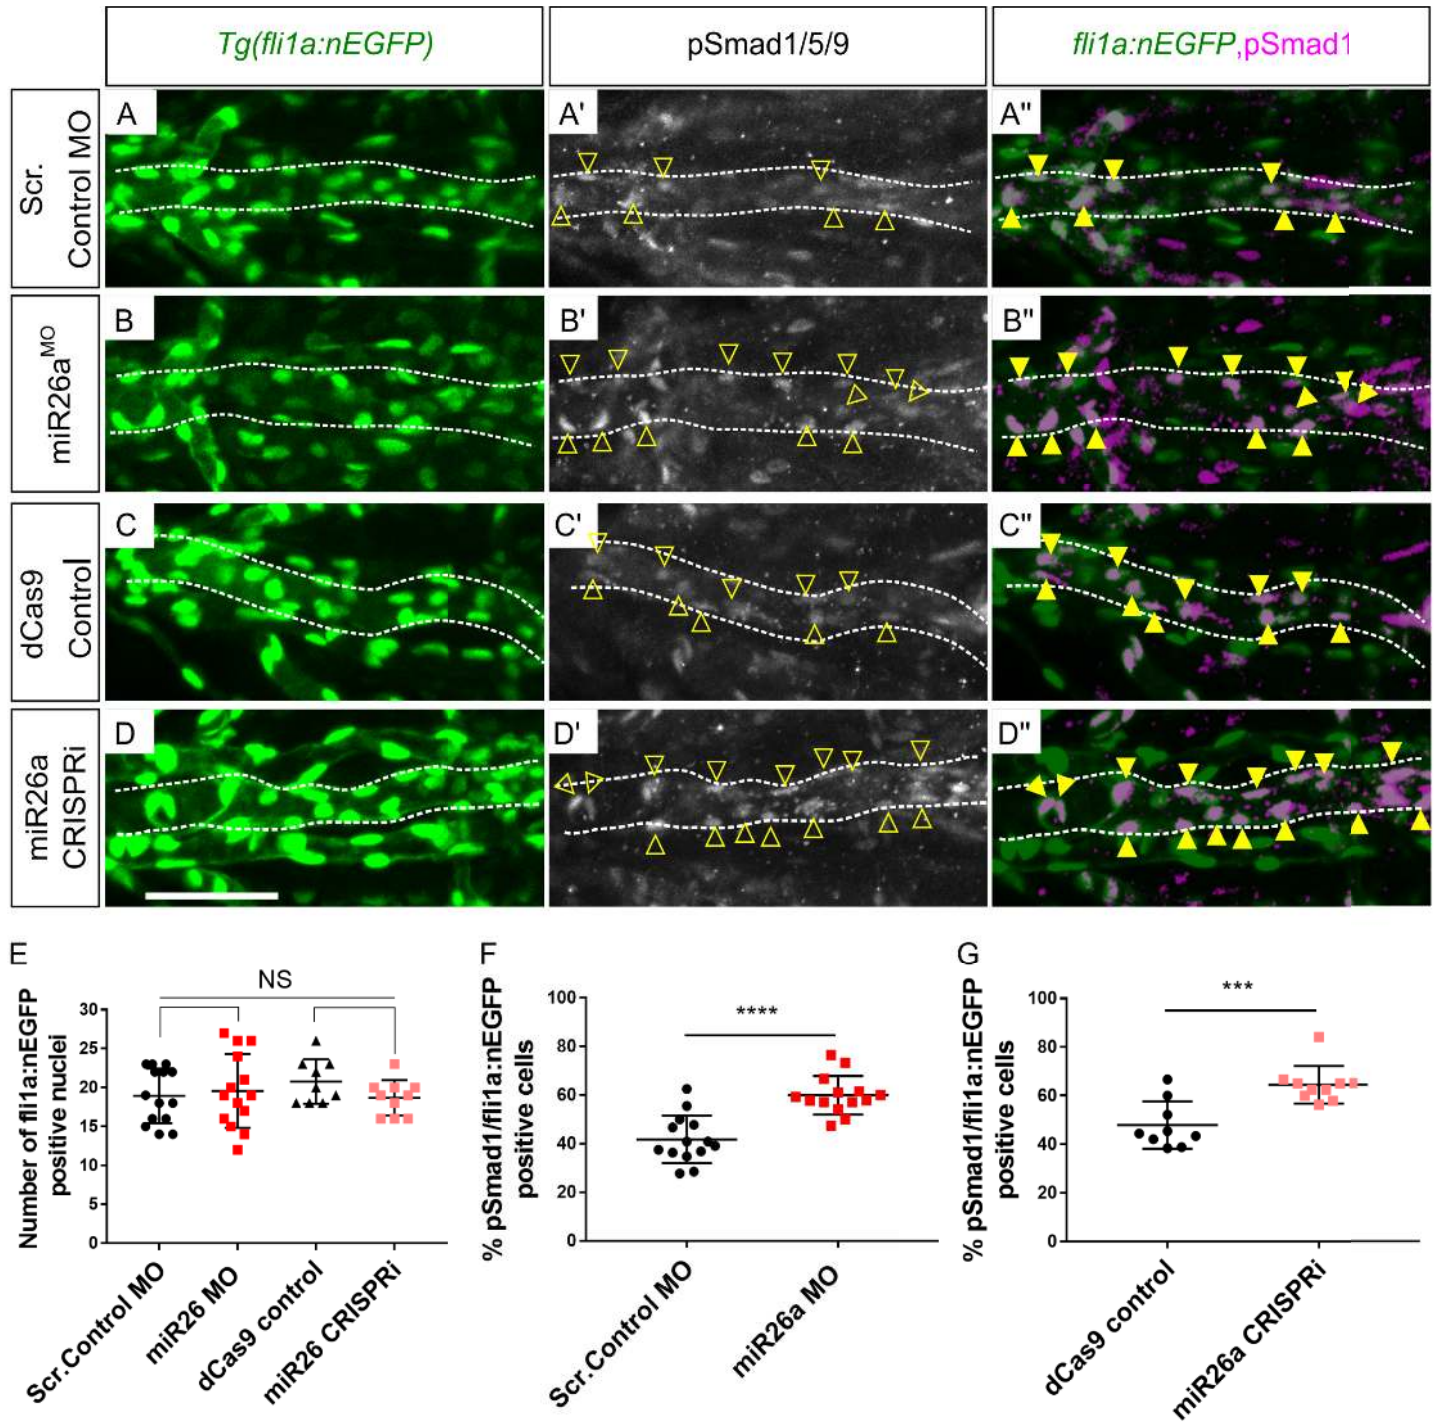 Tg(fli1a:nEGFP)
pSmad1/5/9
fli1a:nEGFP,pSmad1
Scr.
Control MO
A
A'
A"
miR26aMO
B
B'
B"
dCas9
Control
C
C'
C"
miR26a
CRISPRi
D
D'
D"
E
Number of fli1a:nEGFP
positive nuclei
30
25
20
15
10
5
0
NS
Scr.Control MO
miR26 MO
dCas9 control
miR26 CRISPRi
F
% pSmad1/fli1a:nEGFP
positive cells
100
80
60
40
20
0
****
Scr.Control MO
miR26a MO
G
% pSmad1/fli1a:nEGFP
positive cells
100
80
60
40
20
0
***
dCas9 control
miR26a CRISPRi